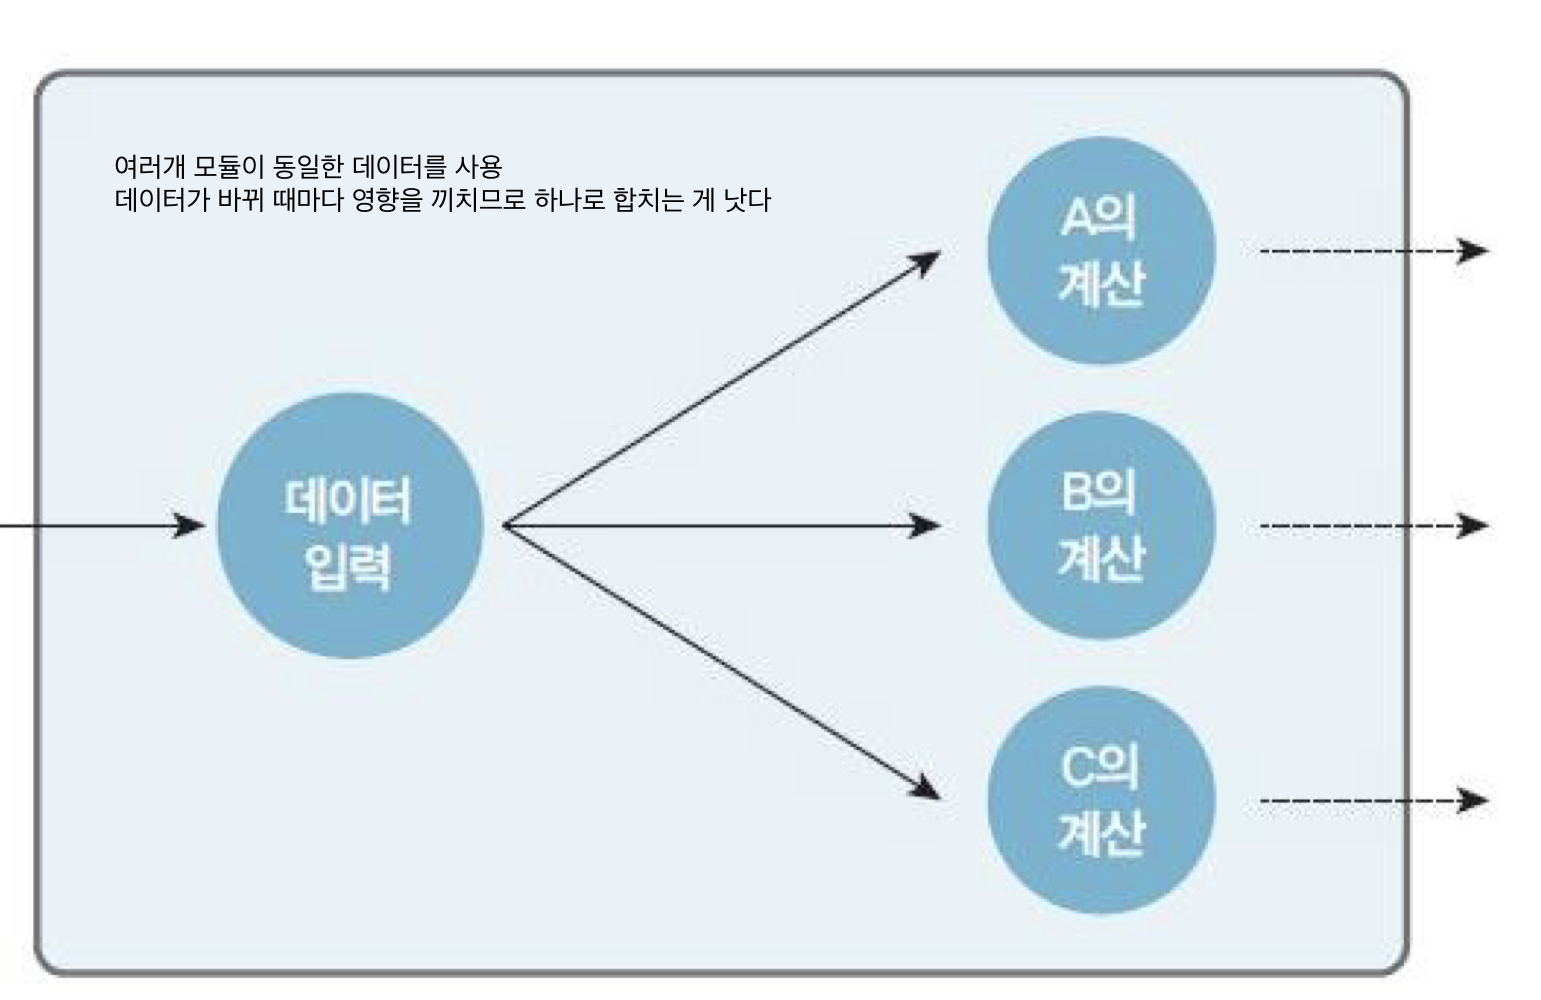 여러개 모듈이 동일한 데이터를 사용
데이터가 바뀌 때마다 영향을 끼치므로 하나로 합치는 게 낫다
데이터
입력
A의
계산
B의
계산
C의
계산